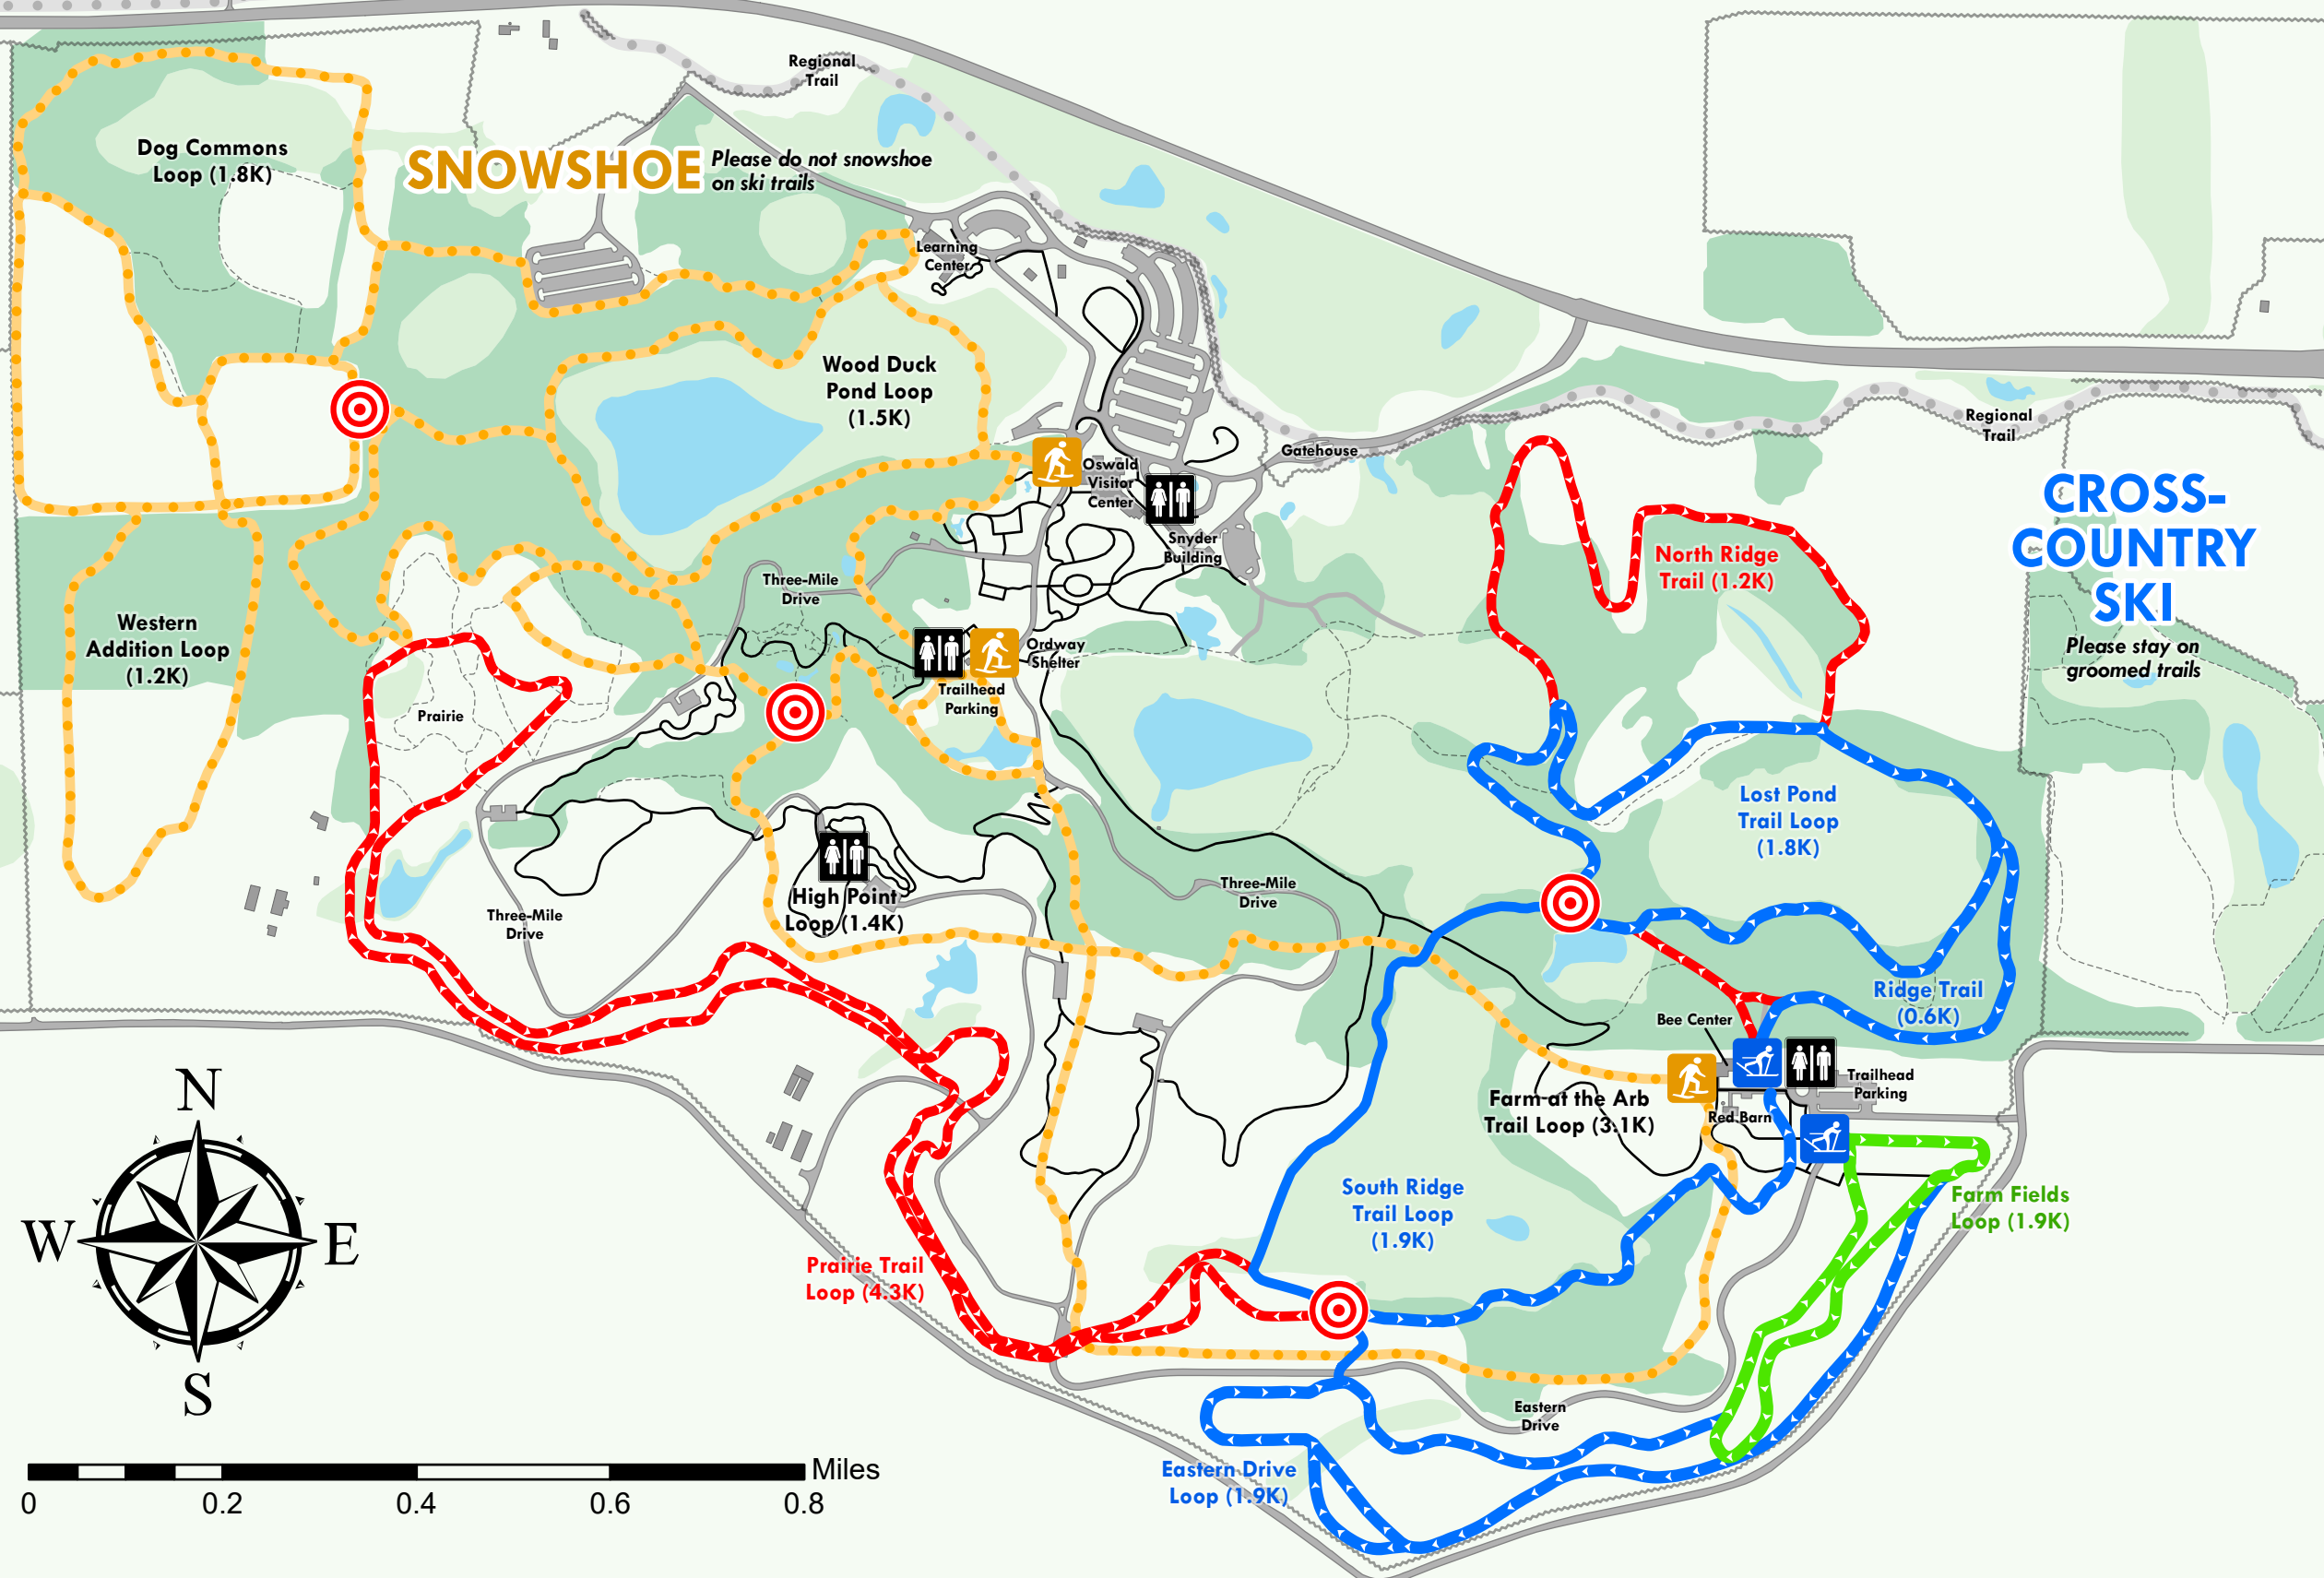 Regional
Trail
Dog Commons
Loop (1.8K)
SNOWSHOE
Please do not snowshoe
on ski trails
Learning
Center
Wood Duck
Pond Loop
(1.5K)
Regional
Trail
Gatehouse
Oswald
Visitor
Center
Snyder
Building
CROSS-
COUNTRY
SKI
Please stay on
groomed trails
North Ridge
Trail (1.2K)
Three-Mile
Drive
Western
Addition Loop
(1.2K)
Ordway
Shelter
Trailhead
Parking
Prairie
Lost Pond
Trail Loop
(1.8K)
High Point
Loop (1.4K)
Three-Mile
Drive
Three-Mile
Drive
Ridge Trail
(0.6K)
Bee Center
Trailhead
Parking
Farm at the Arb
Trail Loop (3.1K)
Red Barn
N
W
E
S
South Ridge
Trail Loop
(1.9K)
Farm Fields
Loop (1.9K)
Prairie Trail
Loop (4.3K)
Eastern
Drive
Eastern Drive
Loop (1.9K)
Miles
0 0.2 0.4 0.6 0.8